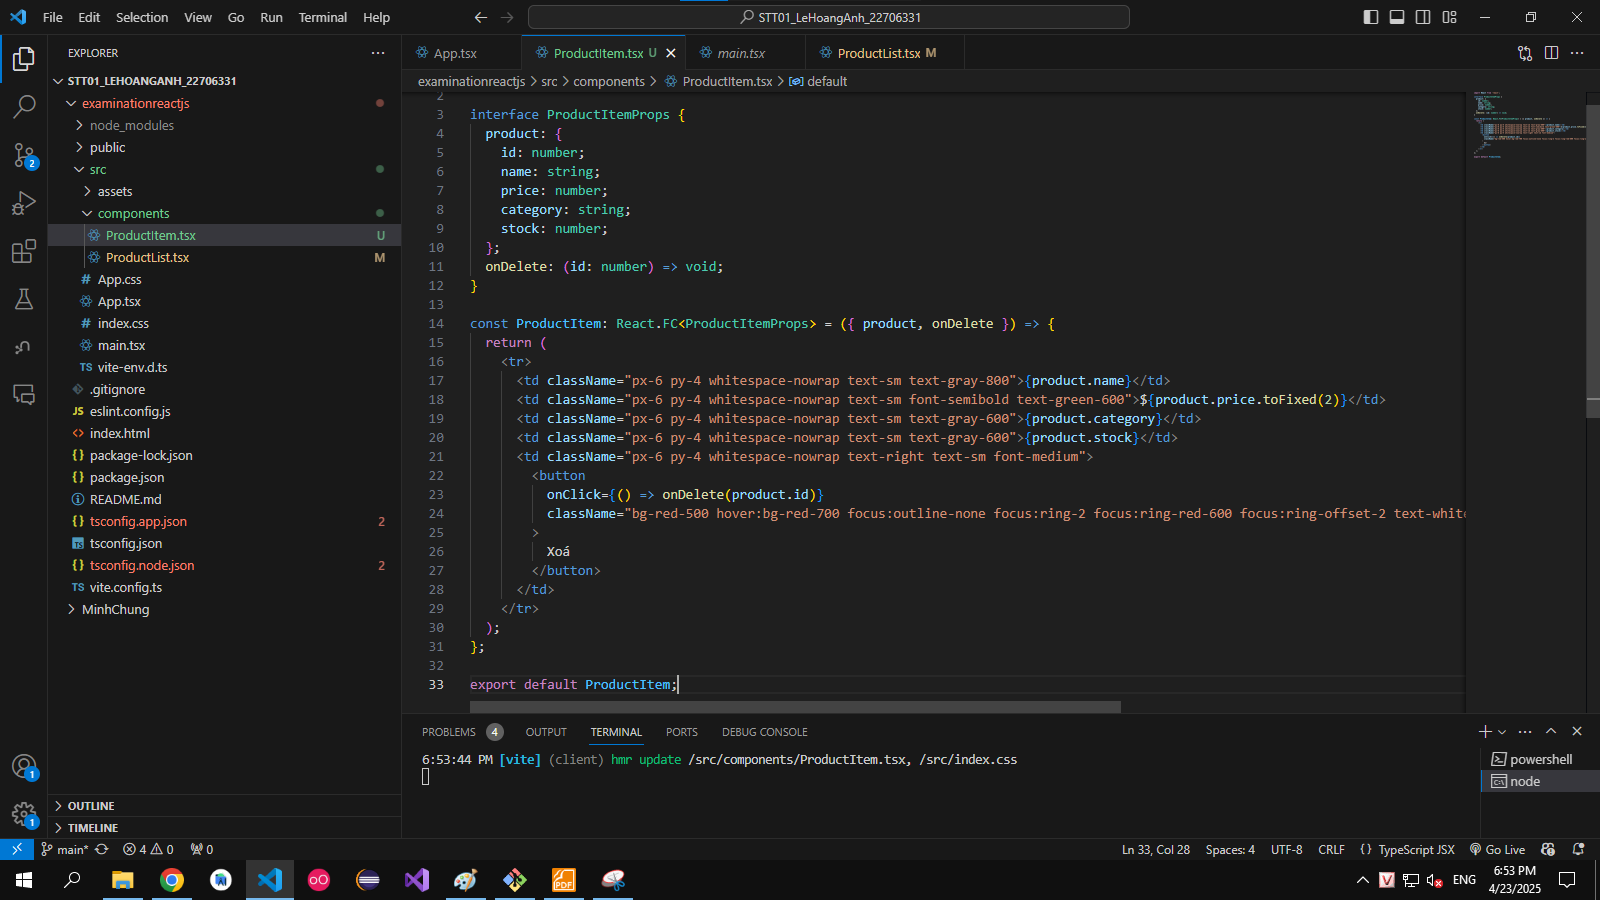 File Edit Selection View Go Run Terminal Help
STT01_LeHoangAnh_22706331
EXPLORER
STT01_LEHOANGANH_22706331
examinationreactjs
node_modules
public
src
assets
components
ProductItem.tsx U
ProductList.tsx M
# App.css
App.tsx
# index.css
main.tsx
TS vite-env.d.ts
.gitignore
JS eslint.config.js
<> index.html
{} package-lock.json
{} package.json
README.md
{} tsconfig.app.json 2
TS tsconfig.json
{} tsconfig.node.json 2
TS vite.config.ts
MinhChung
OUTLINE
TIMELINE
2
1
1
App.tsx
ProductItem.tsx U
main.tsx
ProductList.tsx M
examinationreactjs > src > components > ProductItem.tsx > default
2
3 interface ProductItemProps {
4 product: {
5 id: number;
6 name: string;
7 price: number;
8 category: string;
9 stock: number;
10 };
11 onDelete: (id: number) => void;
12 }
13
14 const ProductItem: React.FC<ProductItemProps> = ({ product, onDelete }) => {
15 return (
16 <tr>
17 <td className="px-6 py-4 whitespace-nowrap text-sm text-gray-800">{product.name}</td>
18 <td className="px-6 py-4 whitespace-nowrap text-sm font-semibold text-green-600">${product.price.toFixed(2)}</td>
19 <td className="px-6 py-4 whitespace-nowrap text-sm text-gray-600">{product.category}</td>
20 <td className="px-6 py-4 whitespace-nowrap text-sm text-gray-600">{product.stock}</td>
21 <td className="px-6 py-4 whitespace-nowrap text-right text-sm font-medium">
22 <button
23 onClick={() => onDelete(product.id)}
24 className="bg-red-500 hover:bg-red-700 focus:outline-none focus:ring-2 focus:ring-red-600 focus:ring-offset-2 text-white
25 >
26 Xoá
27 </button>
28 </td>
29 </tr>
30 );
31 };
32
33 export default ProductItem;
PROBLEMS 4 OUTPUT TERMINAL PORTS DEBUG CONSOLE
6:53:44 PM [vite] (client) hmr update /src/components/ProductItem.tsx, /src/index.css
powershell
node
main* 4 0 0
Ln 33, Col 28 Spaces: 4 UTF-8 CRLF {} TypeScript JSX Go Live
PDF
V ENG
6:53 PM
4/23/2025